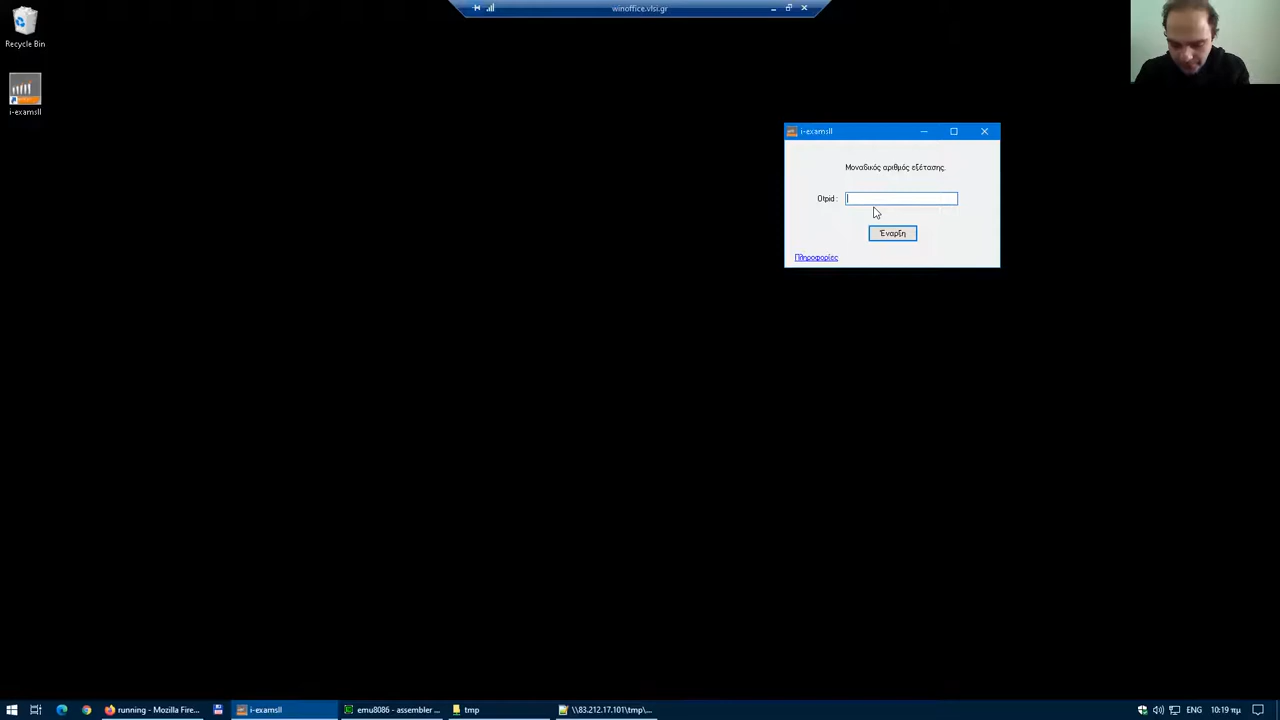 winoffice.vlsi.gr
Recycle Bin
i-examsII
i-examsII
Μοναδικός αριθμός εξέτασης.
Otpid :
Έναρξη
Πληροφορίες
running - Mozilla Fire...
i-examsII
emu8086 - assembler ...
tmp
\\83.212.17.101\tmp\...
ENG
10:19 πμ